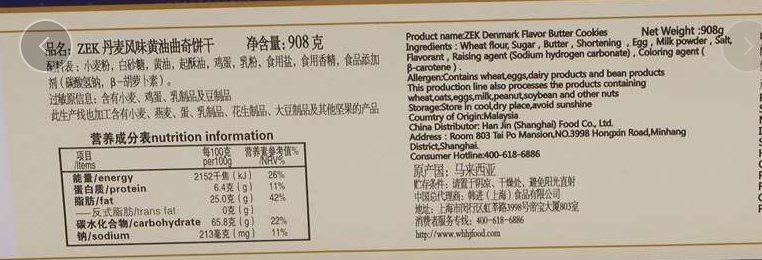 品名：ZEK 丹麦风味黄油曲奇饼干 净含量：908 克
配料表：小麦粉，白砂糖，黄油，起酥油，鸡蛋，乳粉，食用盐，食用香精，食品添加
剂（碳酸氢钠，β-胡萝卜素）。
过敏原信息：含有小麦、鸡蛋、乳制品及豆制品
此生产线也加工含有小麦、燕麦、蛋、乳制品、花生制品、大豆制品及其他坚果的产品
营养成分表nutrition information
项目 每100克 营养素参考值%
/Items per100g /NRV%
能量/energy 2152千焦(kJ) 26%
蛋白质/protein 6.4克(g) 11%
脂肪/fat 25.0克(g) 42%
——反式脂肪/trans fat 0克(g)
碳水化合物/carbohydrate 65.8克(g) 22%
钠/sodium 213毫克(mg) 11%
Product name:ZEK Denmark Flavor Butter Cookies Net Weight :908g
Ingredients : Wheat flour, Sugar , Butter , Shortening , Egg , Milk powder , Salt,
Flavorant , Raising agent (Sodium hydrogen carbonate) , Coloring agent (
β-carotene) .
Allergen:Contains wheat,eggs,dairy products and bean products
This production line also processes the products containing
wheat,oats,eggs,milk,peanut,soybean and other nuts
Storage:Store in cool,dry place,avoid sunshine
Country of Origin:Malaysia
China Distributor: Han Jin (Shanghai) Food Co., Ltd.
Address : Room 803 Tai Po Mansion,NO.3998 Hongxin Road,Minhang
District,Shanghai.
Consumer Hotline:400-618-6886
原产国：马来西亚
贮存条件：请置于阴凉、干燥处，避免阳光直射
中国总代理商：韩进（上海）食品有限公司
地址：上海市闵行区虹莘路3998号帝宝大厦803室
消费者服务专线：400-618-6886
http://www.whbjfood.com